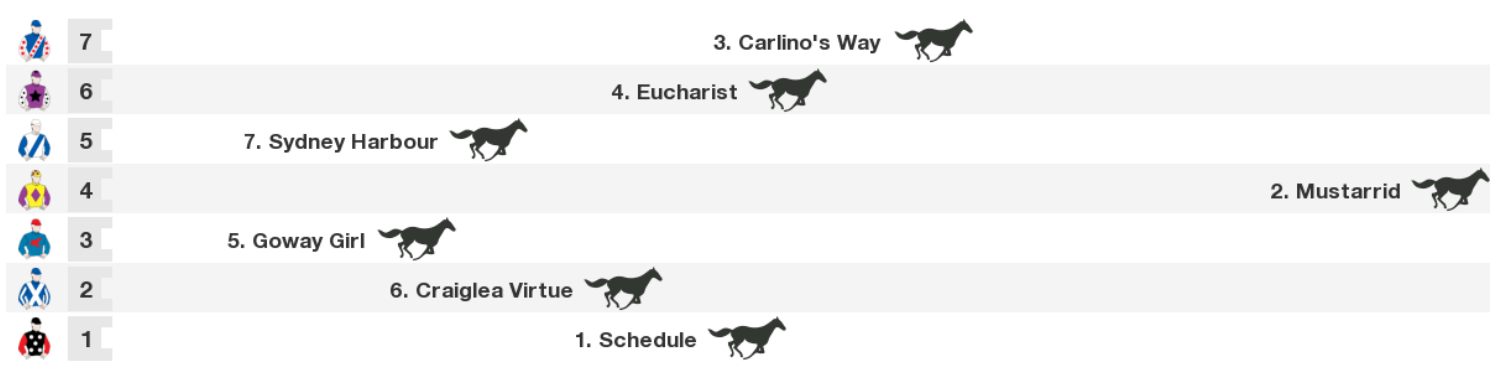 7 3. Carlino's Way
6 4. Eucharist
5 7. Sydney Harbour
4 2. Mustarrid
3 5. Goway Girl
2 6. Craiglea Virtue
1 1. Schedule